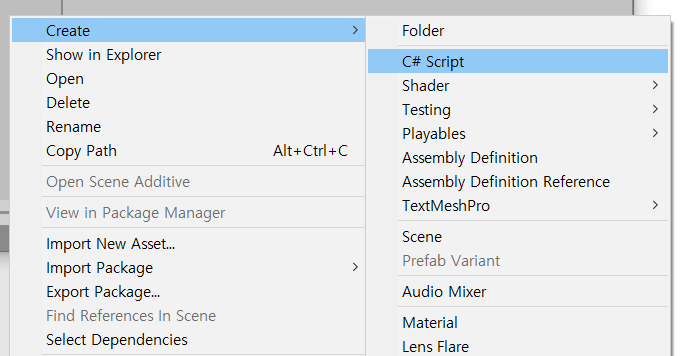 Create
Show in Explorer
Open
Delete
Rename
Copy Path Alt+Ctrl+C
Open Scene Additive
View in Package Manager
Import New Asset...
Import Package
Export Package...
Find References In Scene
Select Dependencies
Folder
C# Script
Shader
Testing
Playables
Assembly Definition
Assembly Definition Reference
TextMeshPro
Scene
Prefab Variant
Audio Mixer
Material
Lens Flare